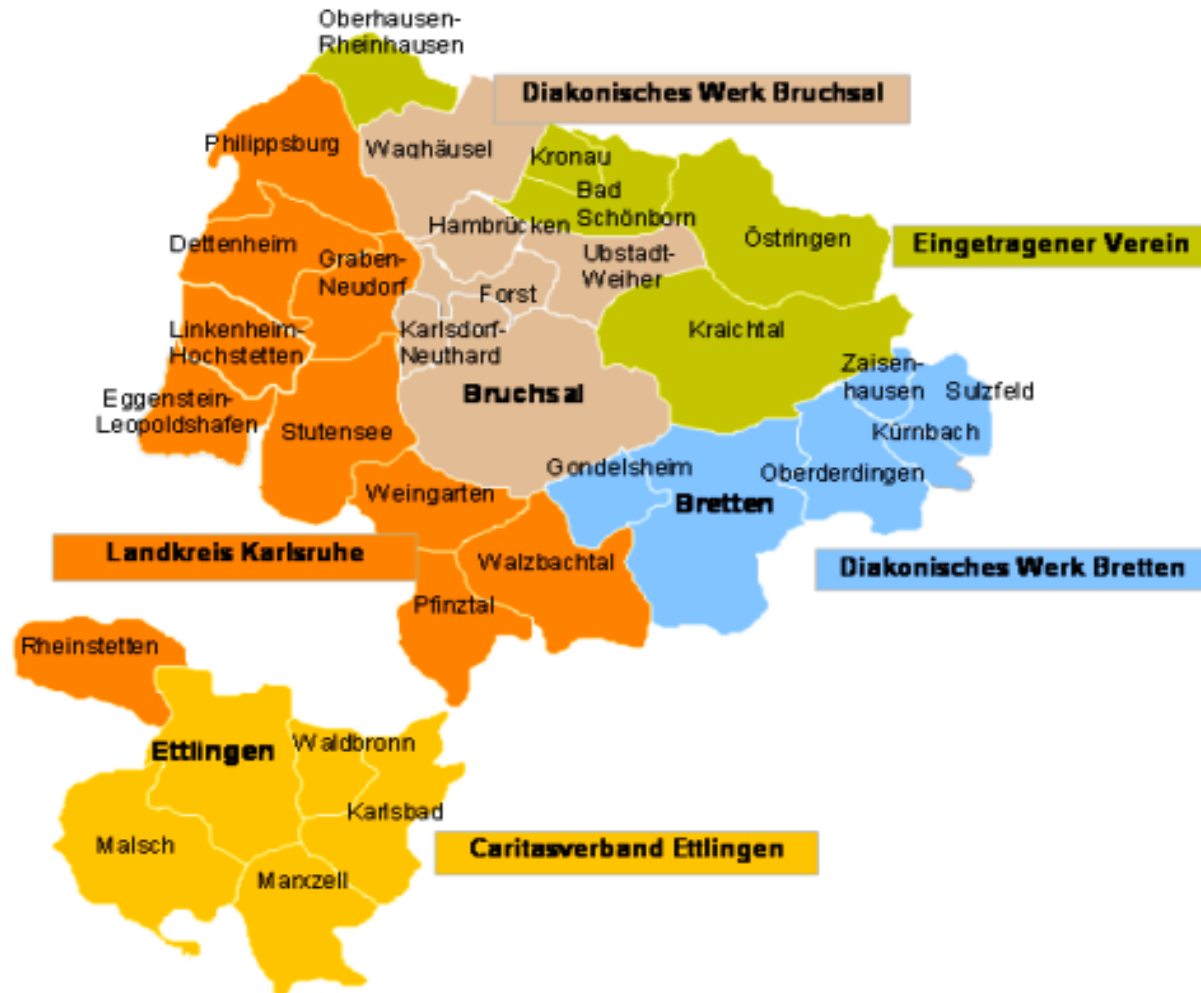 Oberhausen-
Rheinhausen
Diakonisches Werk Bruchsal
Philippsburg
Waghäusel
Kronau
Bad
Schönborn
Hambrücken
Östringen
Eingetragener Verein
Dettenheim
Graben-
Neudorf
Ubstadt-
Weiher
Forst
Linkenheim-
Hochstetten
Karlsdorf-
Neuthard
Kraichtal
Zaisen-
hausen
Sulzfeld
Eggenstein-
Leopoldshafen
Bruchsal
Stutensee
Kürnbach
Gondelsheim
Oberderdingen
Weingarten
Bretten
Landkreis Karlsruhe
Walzbachtal
Diakonisches Werk Bretten
Pfinztal
Rheinstetten
Ettlingen
Waldbronn
Karlsbad
Malsch
Caritasverband Ettlingen
Marxzell